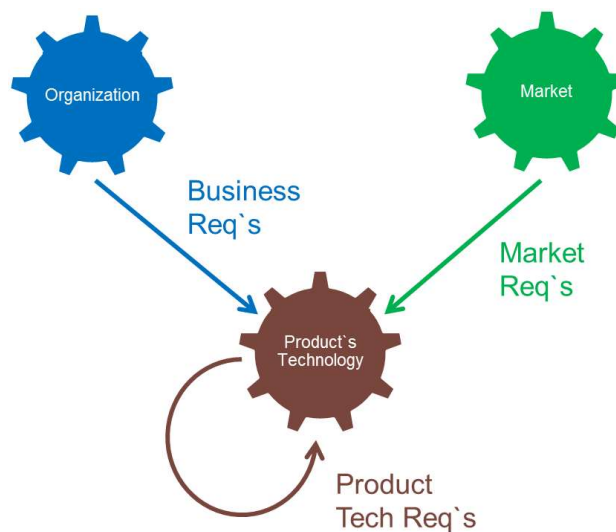 Organization
Market
Business
Req`s
Market
Req`s
Product`s
Technology
Product
Tech Req`s